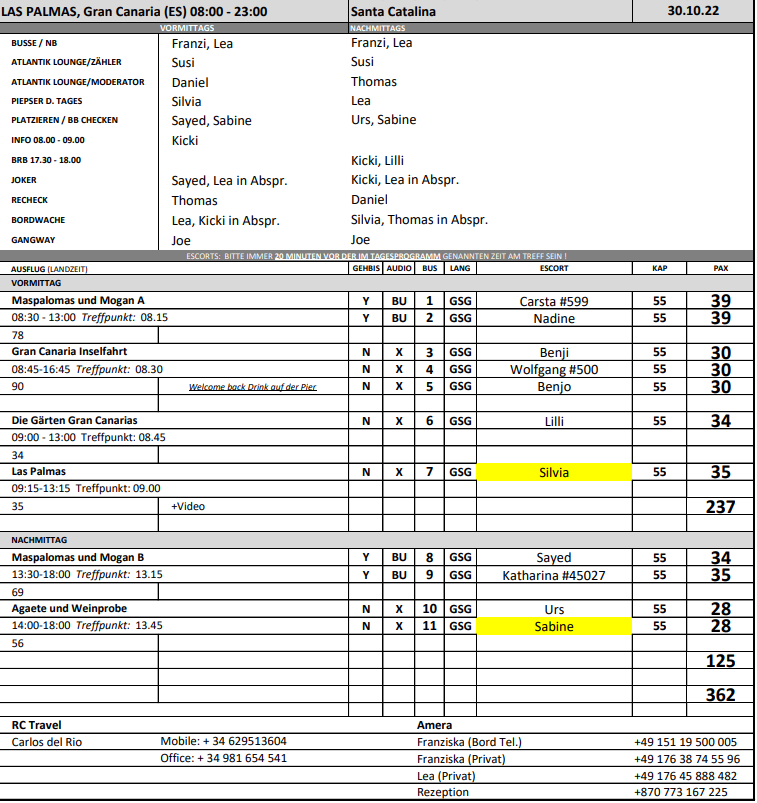 LAS PALMAS, Gran Canaria (ES) 08:00 - 23:00 Santa Catalina 30.10.22
VORMITTAGS NACHMITTAGS
BUSSE / NB Franzi, Lea Franzi, Lea
ATLANTIK LOUNGE/ZÄHLER Susi Susi
ATLANTIK LOUNGE/MODERATOR Daniel Thomas
PIEPSER D. TAGES Silvia Lea
PLATZIEREN / BB CHECKEN Sayed, Sabine Urs, Sabine
INFO 08.00 - 09.00 Kicki
BRB 17.30 - 18.00 Kicki, Lilli
JOKER Sayed, Lea in Abspr. Kicki, Lea in Abspr.
RECHECK Thomas Daniel
BORDWACHE Lea, Kicki in Abspr. Silvia, Thomas in Abspr.
GANGWAY Joe Joe
ESCORTS: BITTE IMMER 20 MINUTEN VOR DER IM TAGESPROGRAMM GENANNTEN ZEIT AM TREFF SEIN !
AUSFLUG (LANDZEIT) GEHBIS AUDIO BUS LANG ESCORT KAP PAX
VORMITTAG
Maspalomas und Mogan A Y BU 1 GSG Carsta #599 55 39
08:30 - 13:00 Treffpunkt: 08.15 Y BU 2 GSG Nadine 55 39
78
Gran Canaria Inselfahrt N X 3 GSG Benji 55 30
08:45-16:45 Treffpunkt: 08.30 N X 4 GSG Wolfgang #500 55 30
90 Welcome back Drink auf der Pier N X 5 GSG Benjo 55 30
Die Gärten Gran Canarias N X 6 GSG Lilli 55 34
09:00 - 13:00 Treffpunkt: 08.45
34
Las Palmas N X 7 GSG Silvia 55 35
09:15-13:15 Treffpunkt: 09.00
35 +Video 237
NACHMITTAG
Maspalomas und Mogan B Y BU 8 GSG Sayed 55 34
13:30-18:00 Treffpunkt: 13.15 Y BU 9 GSG Katharina #45027 55 35
69
Agaete und Weinprobe N X 10 GSG Urs 55 28
14:00-18:00 Treffpunkt: 13.45 N X 11 GSG Sabine 55 28
56
125
362
RC Travel Amera
Carlos del Rio Mobile: + 34 629513604 Franziska (Bord Tel.) +49 151 19 500 005
Office: + 34 981 654 541 Franziska (Privat) +49 176 38 74 55 96
Lea (Privat) +49 176 45 888 482
Rezeption +870 773 167 225